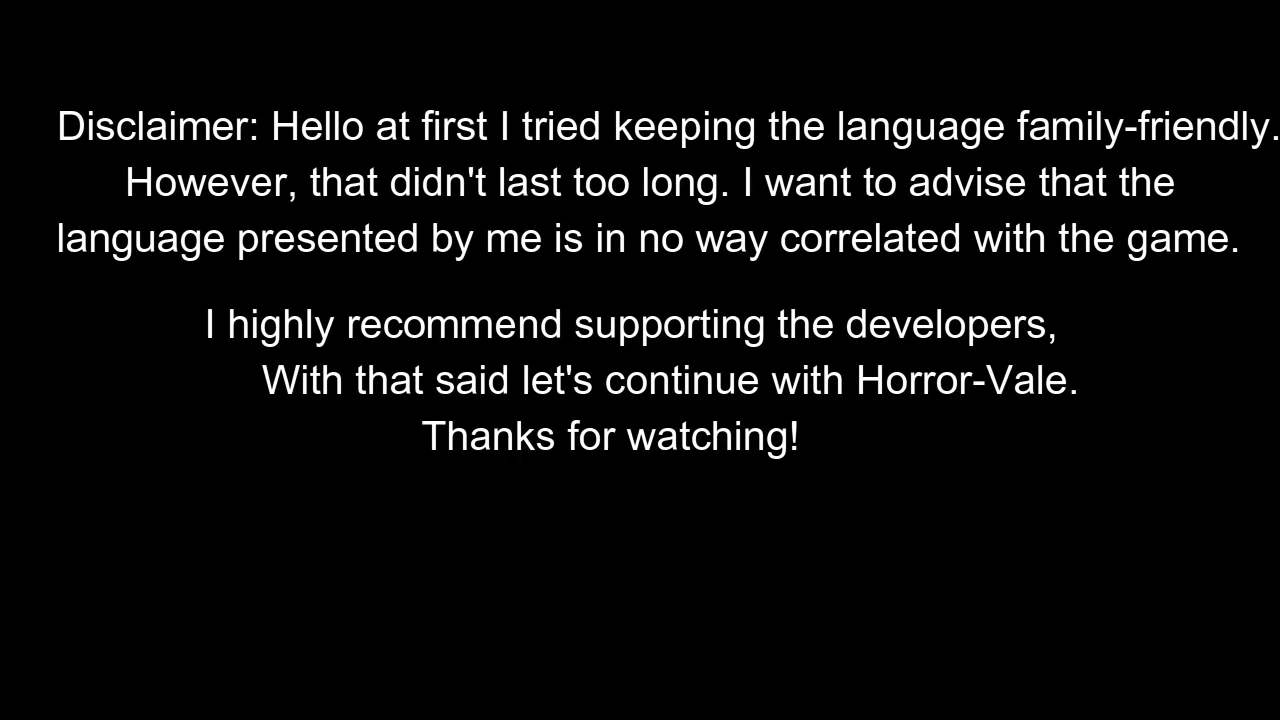 Disclaimer: Hello at first I tried keeping the language family-friendly.
However, that didn't last too long. I want to advise that the
language presented by me is in no way correlated with the game.
I highly recommend supporting the developers,
With that said let's continue with Horror-Vale.
Thanks for watching!